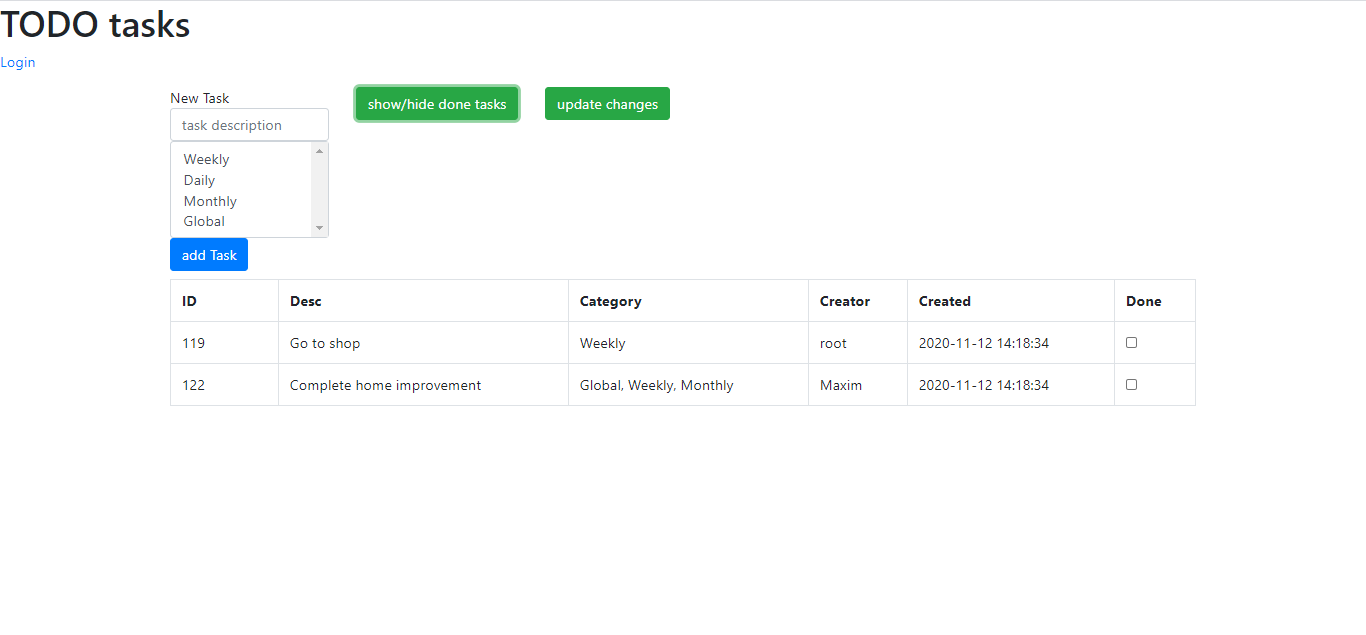 TODO tasks
Login
New Task
show/hide done tasks
update changes
task description
Weekly
Daily
Monthly
Global
add Task
ID Desc Category Creator Created Done
119 Go to shop Weekly root 2020-11-12 14:18:34
122 Complete home improvement Global, Weekly, Monthly Maxim 2020-11-12 14:18:34